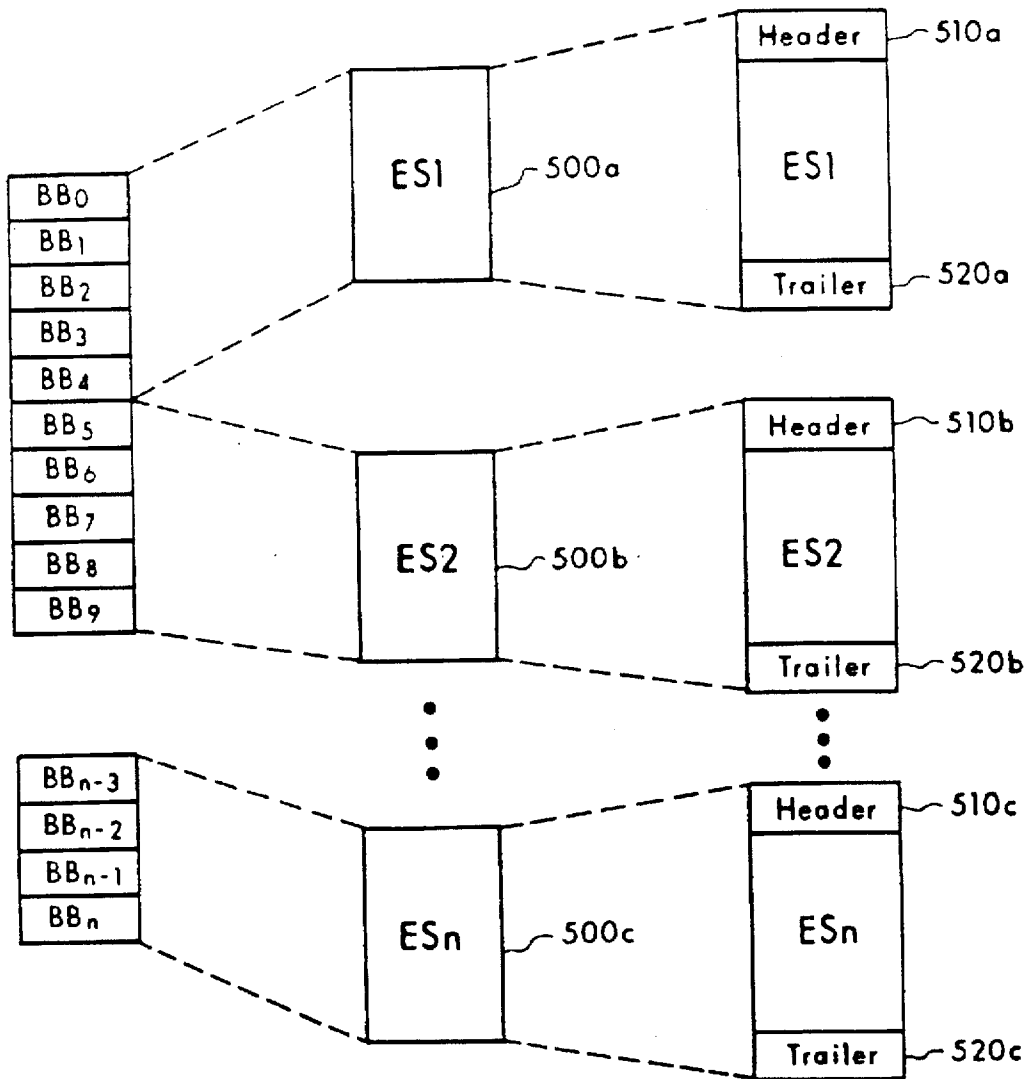 Header 510a
ES1 500a
ES1
BB0
BB1
BB2
Trailer 520a
BB3
BB4
BB5
Header 510b
BB6
BB7
ES2 500b
ES2
BB8
BB9
Trailer 520b
BBn-3
Header 510c
BBn-2
BBn-1
BBn
ESn 500c
ESn
Trailer 520c